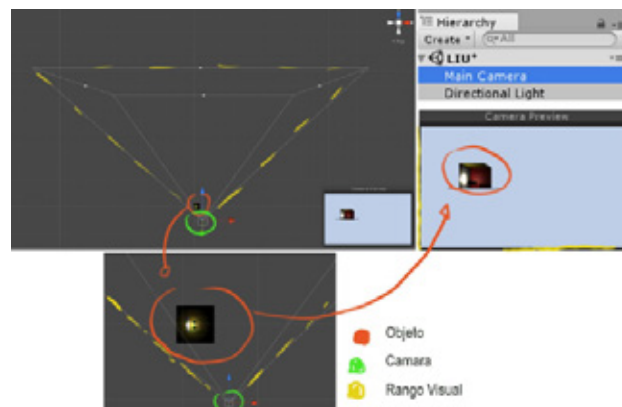 Hierarchy
Create
All
LIU*
Main Camera
Directional Light
Camera Preview
Objeto
Camara
Rango Visual